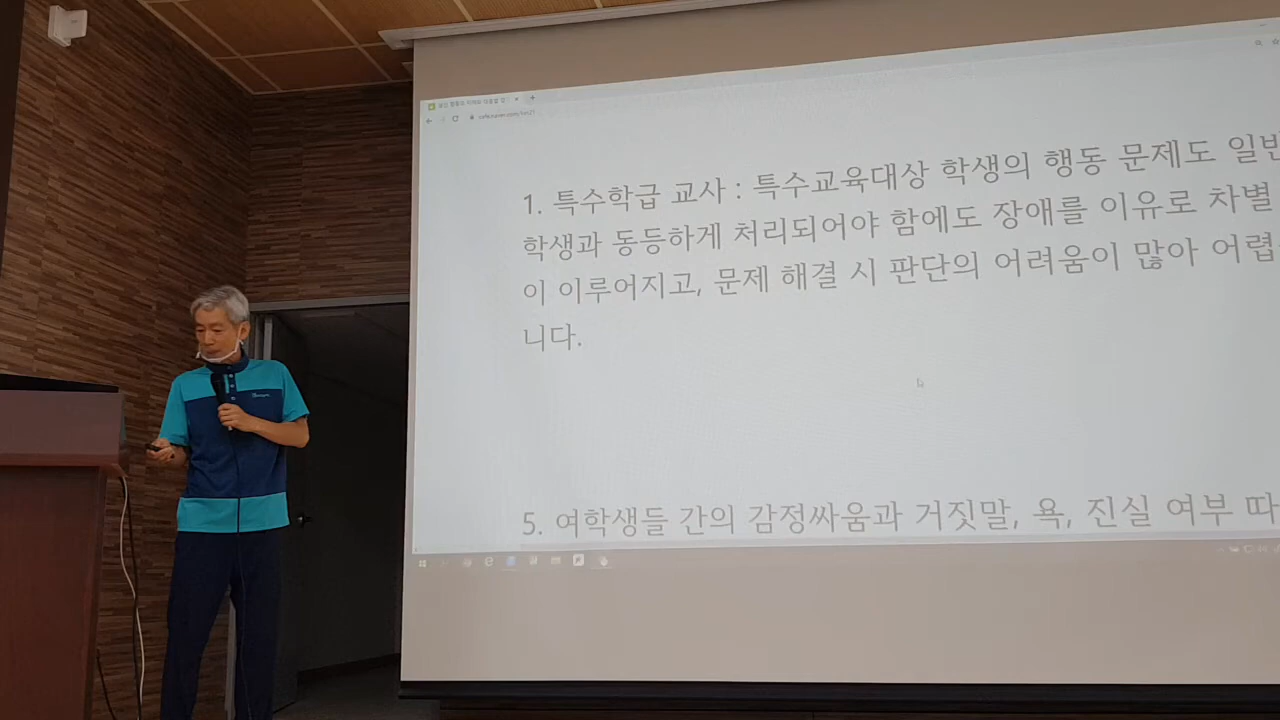 cafe.naver.com/
1. 특수학급 교사 : 특수교육대상 학생의 행동 문제도 일반
학생과 동등하게 처리되어야 함에도 장애를 이유로 차별
이 이루어지고, 문제 해결 시 판단의 어려움이 많아 어렵
니다.
5. 여학생들 간의 감정싸움과 거짓말, 욕, 진실 여부 따